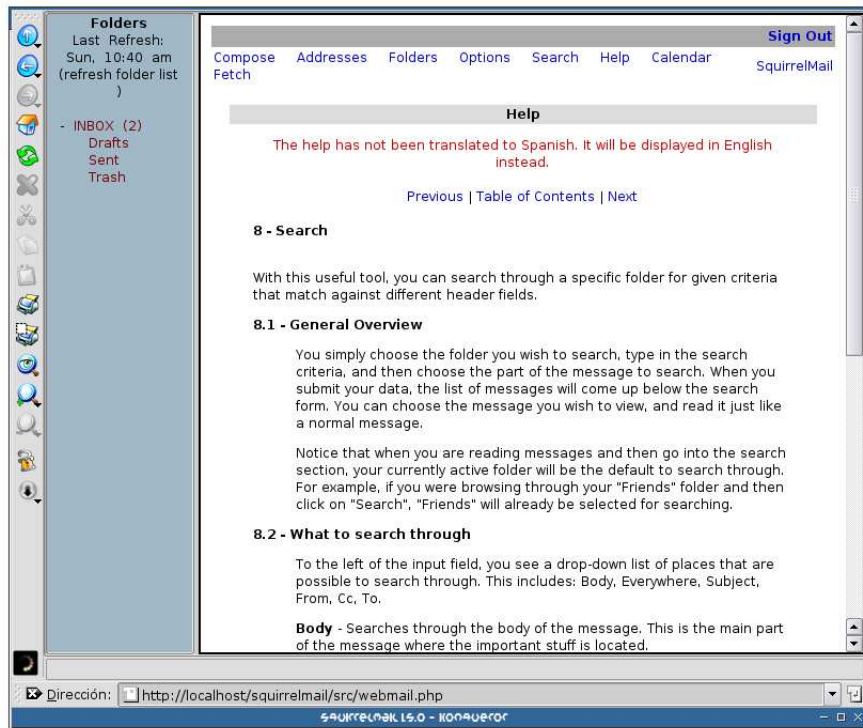 Folders
Last Refresh:
Sun, 10:40 am
(refresh folder list
)
- INBOX (2)
Drafts
Sent
Trash
Sign Out
Compose Addresses Folders Options Search Help Calendar
Fetch
SquirrelMail
Help
The help has not been translated to Spanish. It will be displayed in English
instead.
Previous | Table of Contents | Next
8 - Search
With this useful tool, you can search through a specific folder for given criteria
that match against different header fields.
8.1 - General Overview
You simply choose the folder you wish to search, type in the search
criteria, and then choose the part of the message to search. When you
submit your data, the list of messages will come up below the search
form. You can choose the message you wish to view, and read it just like
a normal message.
Notice that when you are reading messages and then go into the search
section, your currently active folder will be the default to search through.
For example, if you were browsing through your "Friends" folder and then
click on "Search", "Friends" will already be selected for searching.
8.2 - What to search through
To the left of the input field, you see a drop-down list of places that are
possible to search through. This includes: Body, Everywhere, Subject,
From, Cc, To.
Body - Searches through the body of the message. This is the main part
of the message where the important stuff is located.
Dirección: http://localhost/squirrelmail/src/webmail.php
SquirrelMail 1.5.0 - Konqueror